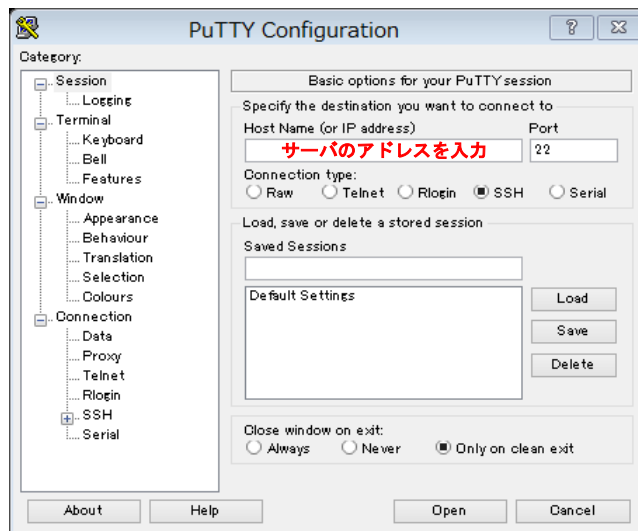 PuTTY Configuration
Category:
Session
Logging
Terminal
Keyboard
Bell
Features
Window
Appearance
Behaviour
Translation
Selection
Colours
Connection
Data
Proxy
Telnet
Rlogin
SSH
Serial
Basic options for your PuTTY session
Specify the destination you want to connect to
Host Name (or IP address) Port
サーバのアドレスを入力 22
Connection type:
Raw Telnet Rlogin SSH Serial
Load, save or delete a stored session
Saved Sessions
Default Settings
Load
Save
Delete
Close window on exit:
Always Never Only on clean exit
About Help Open Cancel